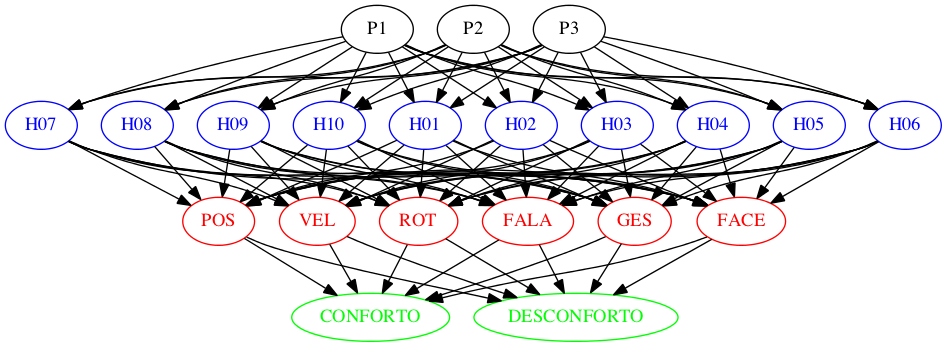 P1 P2 P3
H07 H08 H09 H10 H01 H02 H03 H04 H05 H06
POS VEL ROT FALA GES FACE
CONFORTO DESCONFORTO